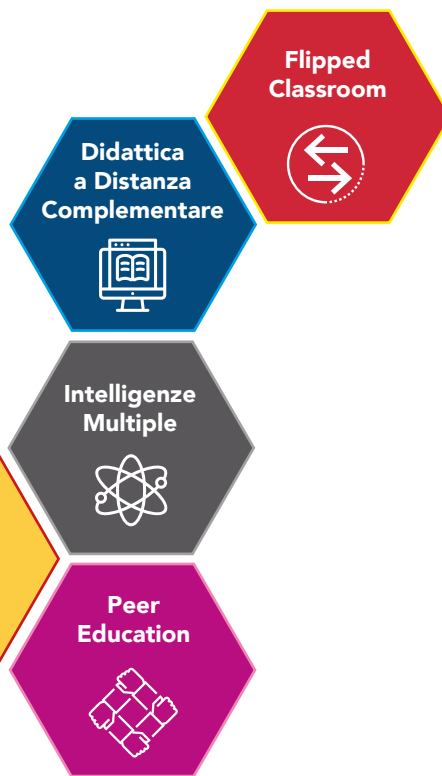 Flipped
Classroom
Didattica
a Distanza
Complementare
Intelligenze
Multiple
Peer
Education